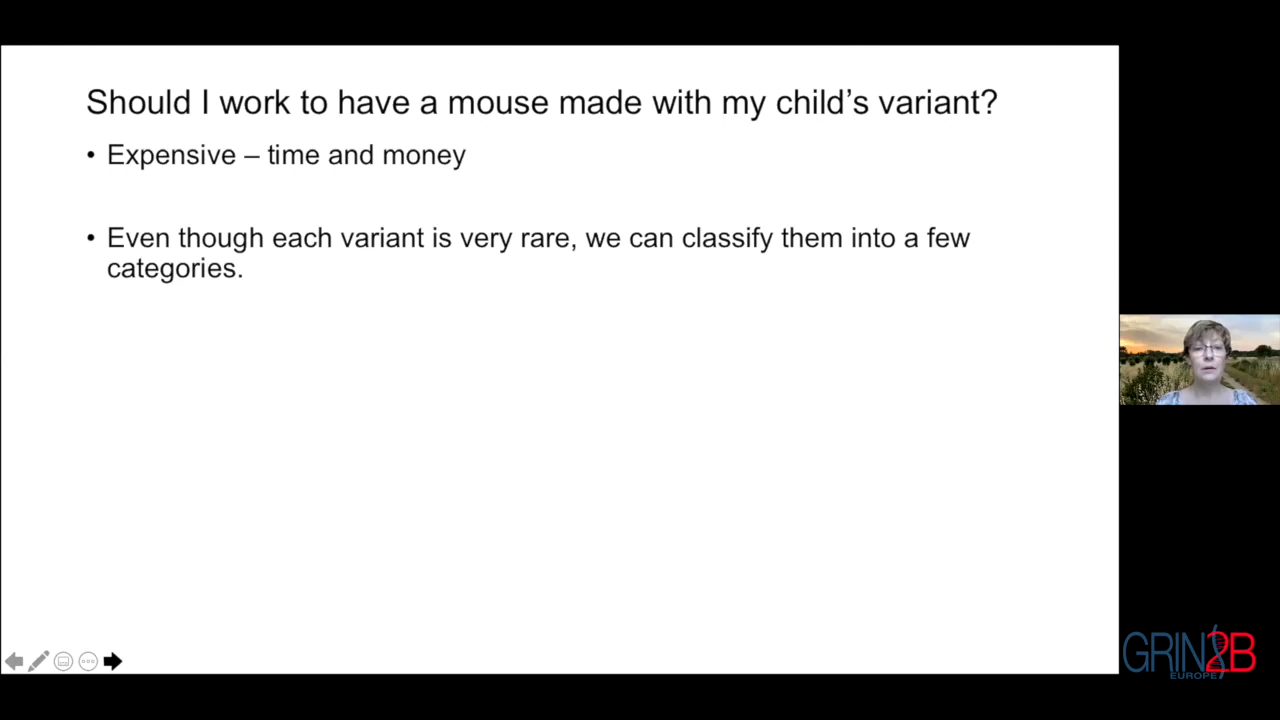 Should I work to have a mouse made with my child's variant?
• Expensive – time and money
• Even though each variant is very rare, we can classify them into a few
categories.
GRIN2B
EUROPE